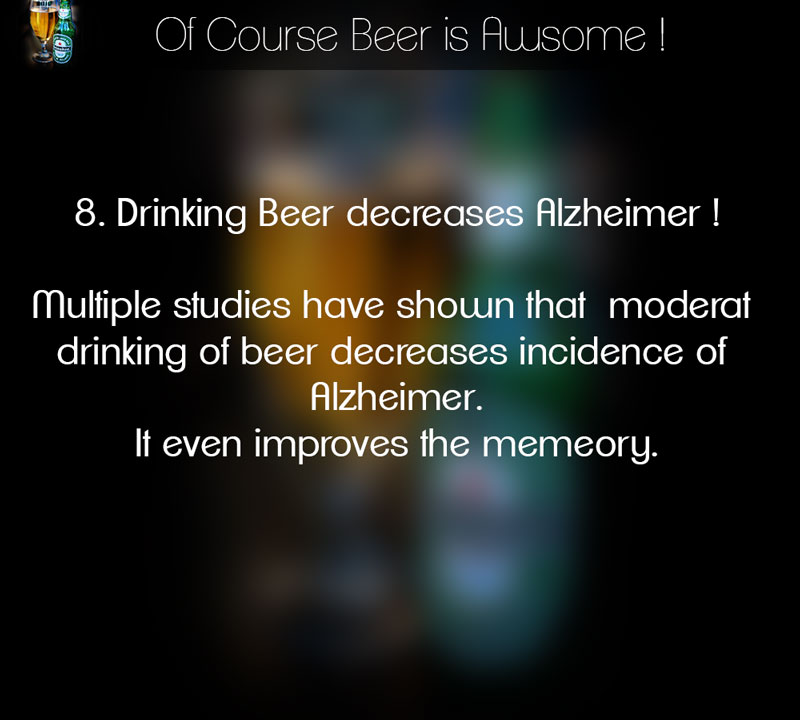 Of Course Beer is Awsome !
8. Drinking Beer decreases Alzheimer !
Multiple studies have shown that moderat
drinking of beer decreases incidence of
Alzheimer.
It even improves the memeory.